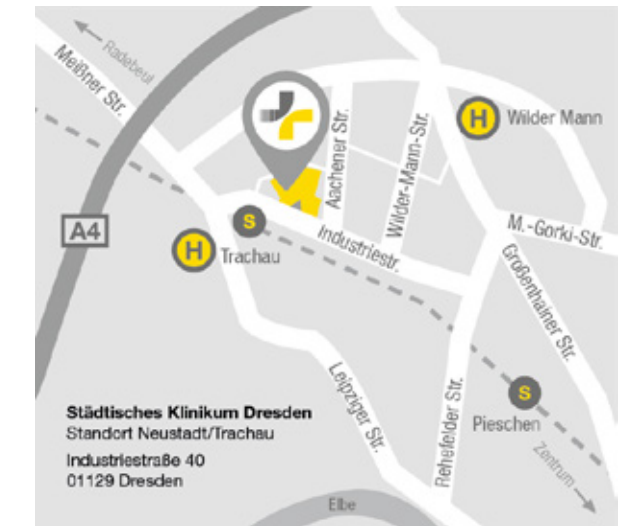 Radebeul
Meißner Str.
A4
H
Wilder Mann
Aachener Str.
Wilder-Mann-Str.
S
H
Trachau
Industriestr.
M.-Gorki-Str.
Großenhainer Str.
Leipziger Str.
Rehefelder Str.
S
Pieschen
Zentrum
Städtisches Klinikum Dresden
Standort Neustadt/Trachau
Industriestraße 40
01129 Dresden
Elbe